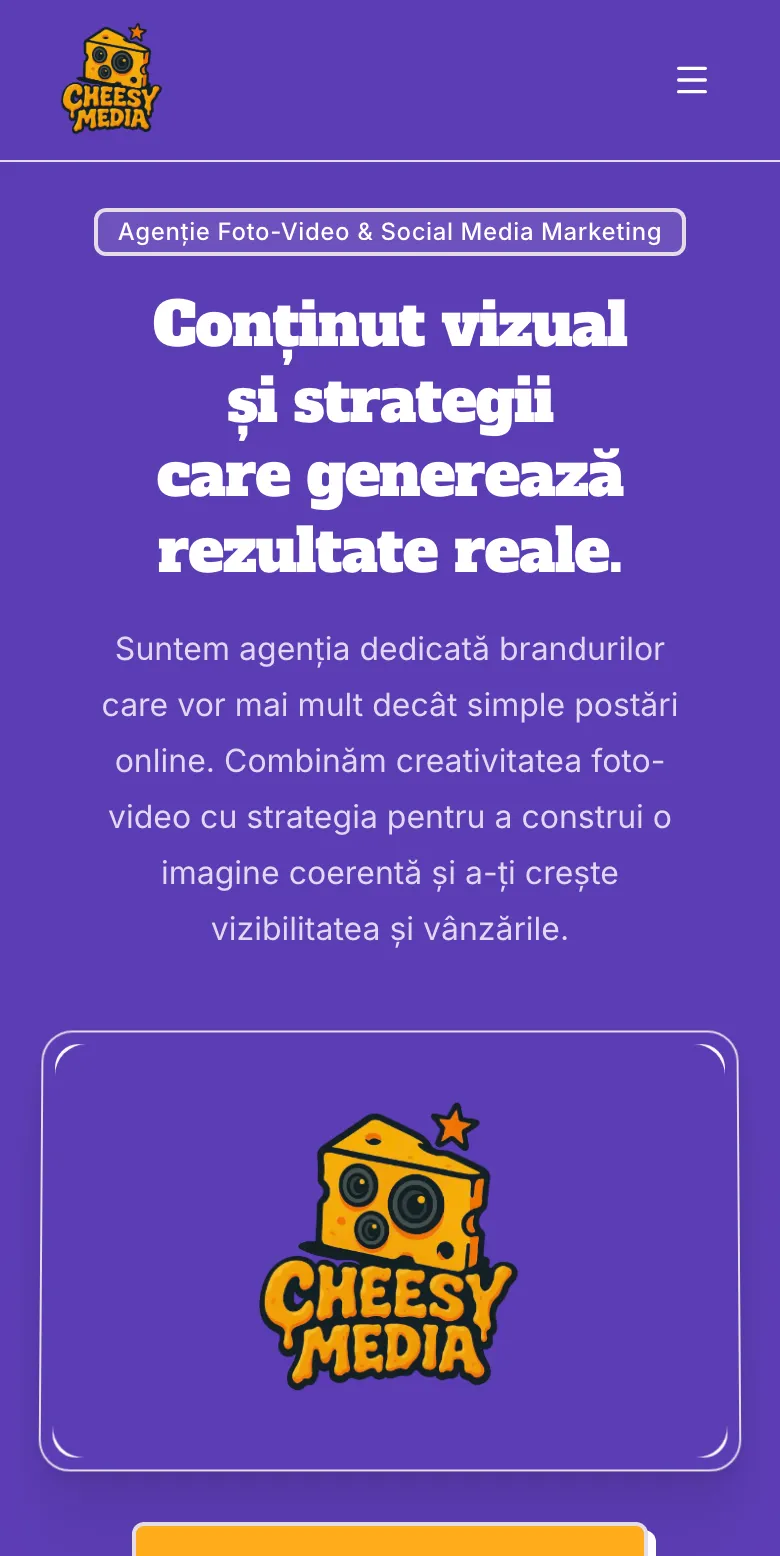 CHEESY
MEDIA
Agenție Foto-Video & Social Media Marketing
Conținut vizual
și strategii
care generează
rezultate reale.
Suntem agenția dedicată brandurilor
care vor mai mult decât simple postări
online. Combinăm creativitatea foto-
video cu strategia pentru a construi o
imagine coerentă și a-ți crește
vizibilitatea și vânzările.
CHEESY
MEDIA